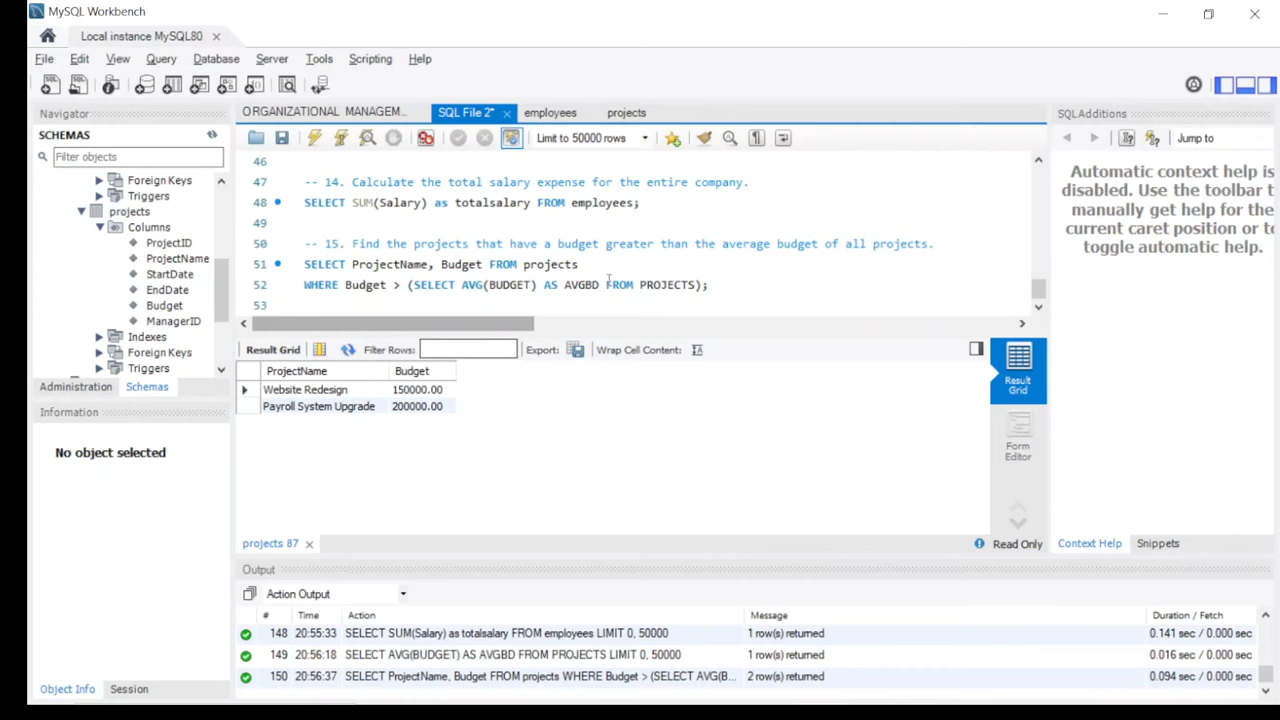 MySQL Workbench
Local instance MySQL80
File Edit View Query Database Server Tools Scripting Help
Navigator
SCHEMAS
Filter objects
Foreign Keys
Triggers
projects
Columns
ProjectID
ProjectName
StartDate
EndDate
Budget
ManagerID
Indexes
Foreign Keys
Triggers
Administration Schemas
Information
No object selected
Object Info Session
ORGANIZATIONAL MANAGEM... SQL File 2* employees projects
Limit to 50000 rows
46
47 -- 14. Calculate the total salary expense for the entire company.
48 SELECT SUM(Salary) as totalsalary FROM employees;
49
50 -- 15. Find the projects that have a budget greater than the average budget of all projects.
51 SELECT ProjectName, Budget FROM projects
52 WHERE Budget > (SELECT AVG(BUDGET) AS AVGBD FROM PROJECTS);
53
Result Grid Filter Rows: Export: Wrap Cell Content:
ProjectName Budget
Website Redesign 150000.00
Payroll System Upgrade 200000.00
Result
Grid
Form
Editor
projects 87 Read Only
Output
Action Output
# Time Action Message Duration / Fetch
148 20:55:33 SELECT SUM(Salary) as totalsalary FROM employees LIMIT 0, 50000 1 row(s) returned 0.141 sec / 0.000 sec
149 20:56:18 SELECT AVG(BUDGET) AS AVGBD FROM PROJECTS LIMIT 0, 50000 1 row(s) returned 0.016 sec / 0.000 sec
150 20:56:37 SELECT ProjectName, Budget FROM projects WHERE Budget > (SELECT AVG(B... 2 row(s) returned 0.094 sec / 0.000 sec
SQLAdditions
Jump to
Automatic context help is
disabled. Use the toolbar t
manually get help for the
current caret position or to
toggle automatic help.
Context Help Snippets